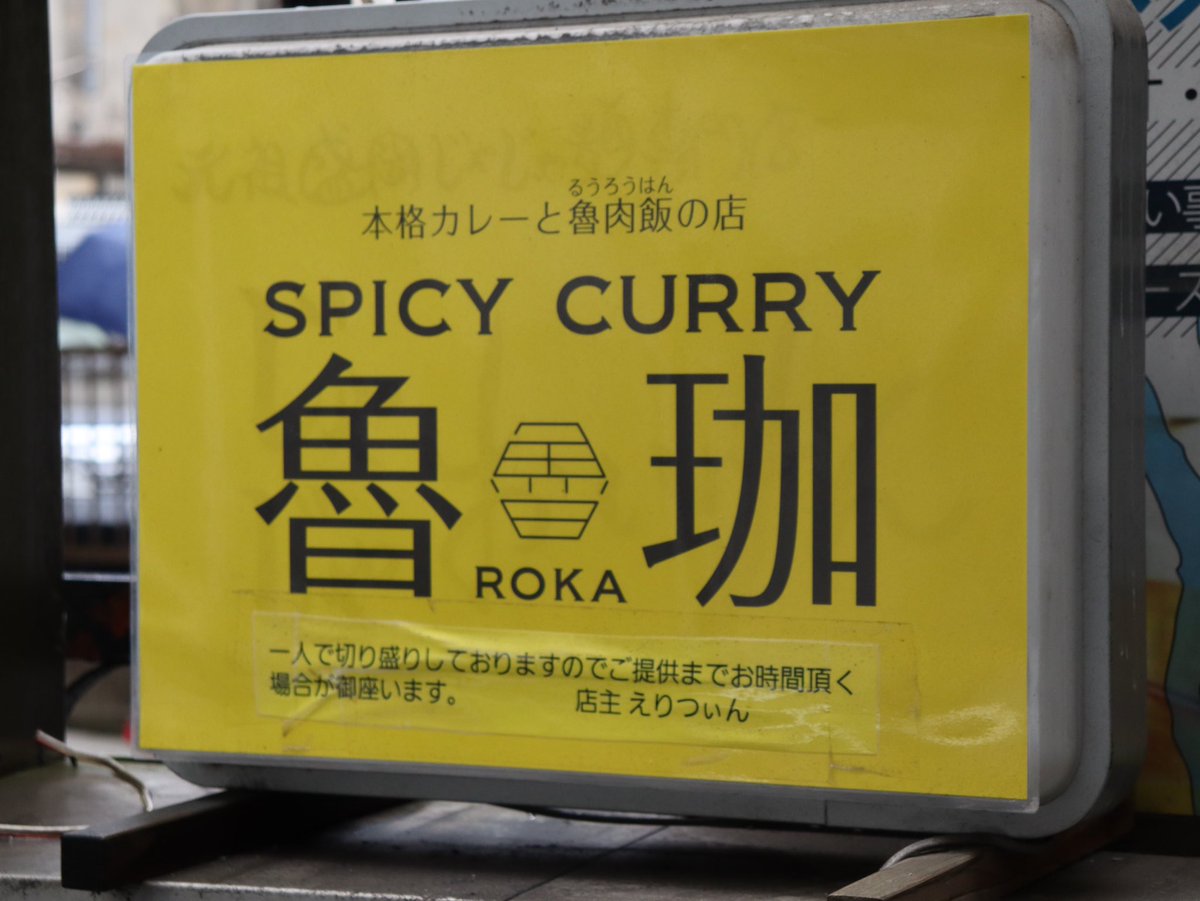 るうろうはん
本格カレーと魯肉飯の店
SPICY CURRY
魯珈
ROKA
一人で切り盛りしておりますのでご提供までお時間頂く
場合が御座います。 店主 えりつぃん
い